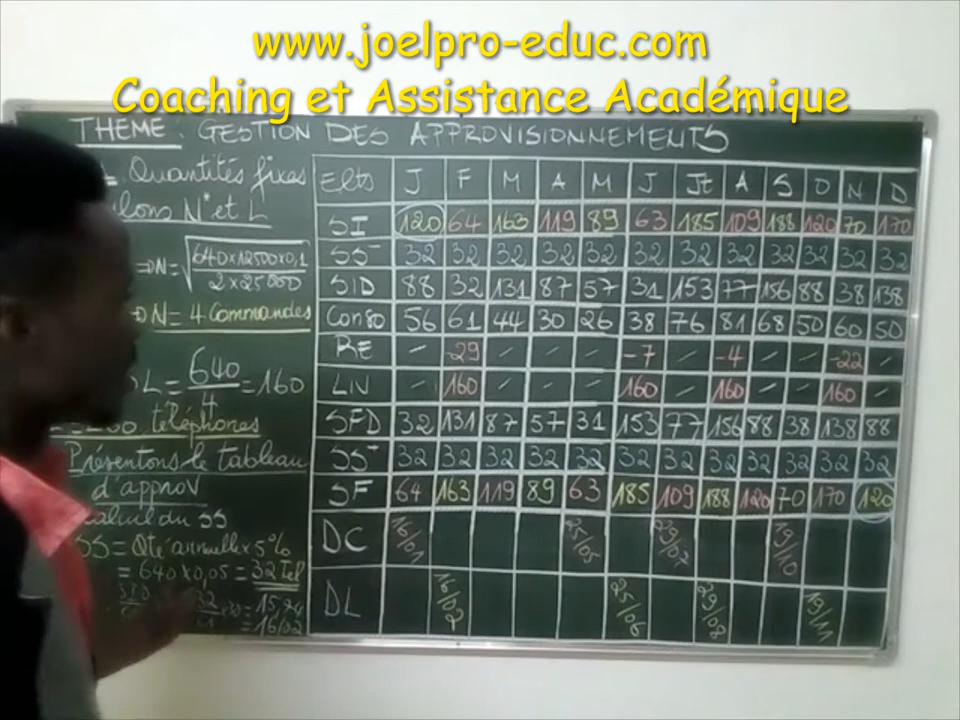 www.joelpro-educ.com
Coaching et Assistance Académique
THEME: GESTION DES APPROVISIONNEMENTS
Quantités fixes
N* et L
⇒N=√640×12500×0,1
2×25000
⇒N= 4 Commandes
L= 640/4 =160
téléphones
Présentons le tableau
d'approv
calcul du SS
SS= Qté annuelle×5%
= 640×0,05 = 32 Tel
= 15,74
= 16/02
Elts J F M A M J Jt A S O N D
SI 120 64 163 119 89 63 185 109 188 120 70 170
SS⁻ 32 32 32 32 32 32 32 32 32 32 32 32
SID 88 32 131 87 57 31 153 77 156 88 38 138
Conso 56 61 44 30 26 38 76 81 68 50 60 50
RE - -29 - - - -7 - -4 - - -22 -
LIV - 160 - - - 160 - 160 - - 160 -
SFD 32 131 87 57 31 153 77 156 88 38 138 88
SS⁺ 32 32 32 32 32 32 32 32 32 32 32 32
SF 64 163 119 89 63 185 109 188 120 70 170 120
DC 16/01 25/05 29/07 19/10
DL 16/02 25/06 29/08 19/11